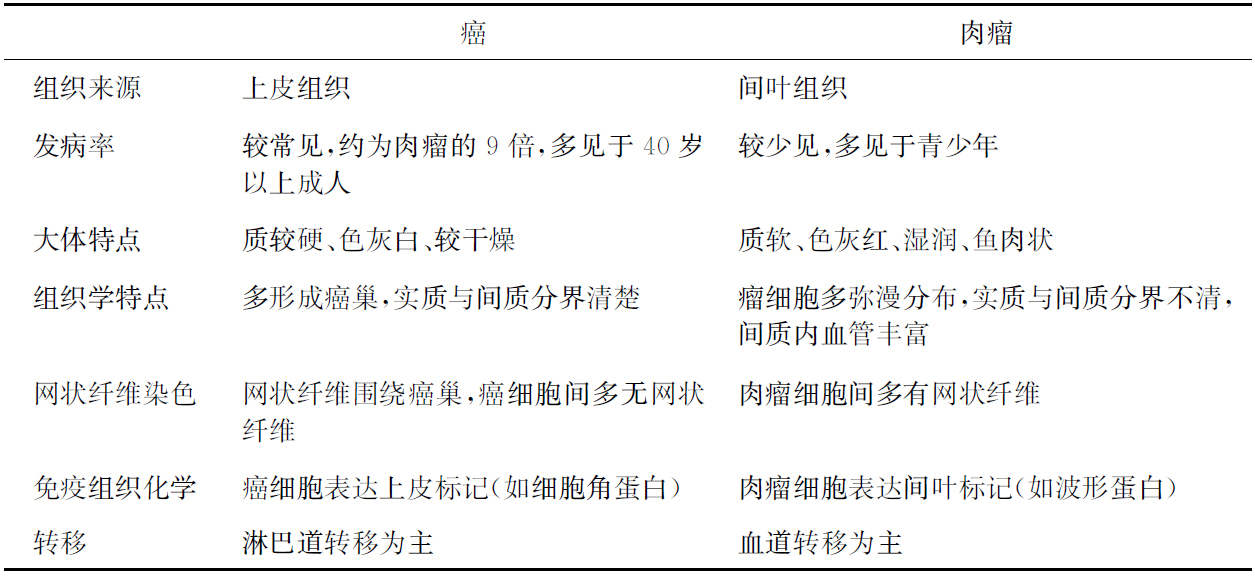 癌 肉瘤
组织来源 上皮组织 间叶组织
发病率 较常见,约为肉瘤的 9 倍,多见于 40 岁 较少见,多见于青少年
以上成人
大体特点 质较硬、色灰白、较干燥 质软、色灰红、湿润、鱼肉状
组织学特点 多形成癌巢,实质与间质分界清楚 瘤细胞多弥漫分布,实质与间质分界不清,
间质内血管丰富
网状纤维染色 网状纤维围绕癌巢,癌细胞间多无网状 肉瘤细胞间多有网状纤维
纤维
免疫组织化学 癌细胞表达上皮标记(如细胞角蛋白) 肉瘤细胞表达间叶标记(如波形蛋白)
转移 淋巴道转移为主 血道转移为主